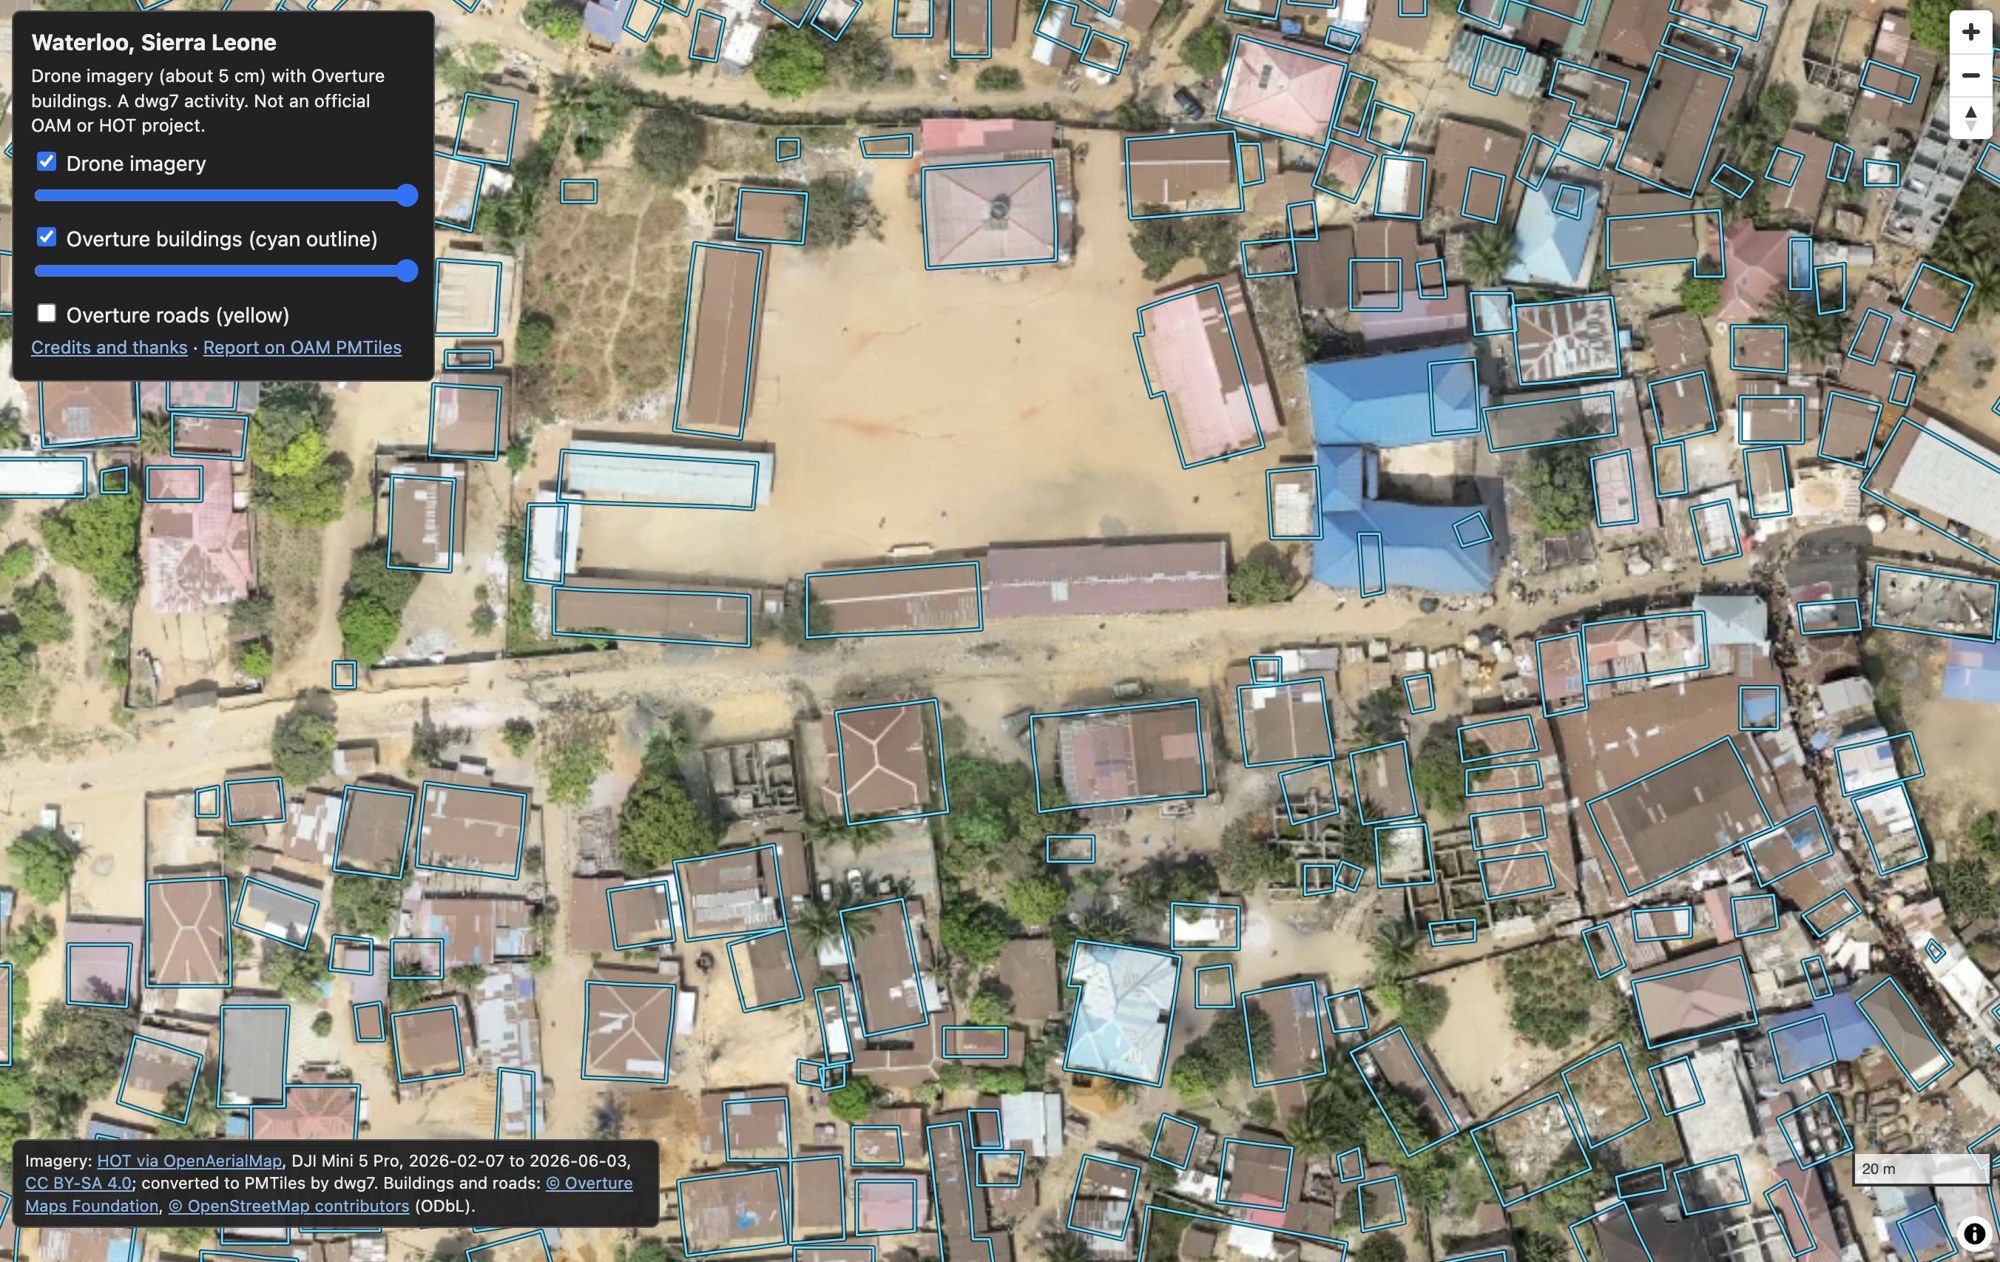 Waterloo, Sierra Leone
Drone imagery (about 5 cm) with Overture
buildings. A dwg7 activity. Not an official
OAM or HOT project.
Drone imagery
Overture buildings (cyan outline)
Overture roads (yellow)
Credits and thanks · Report on OAM PMTiles
Imagery: HOT via OpenAerialMap, DJI Mini 5 Pro, 2026-02-07 to 2026-06-03,
CC BY-SA 4.0; converted to PMTiles by dwg7. Buildings and roads: © Overture
Maps Foundation, © OpenStreetMap contributors (ODbL).
20 m